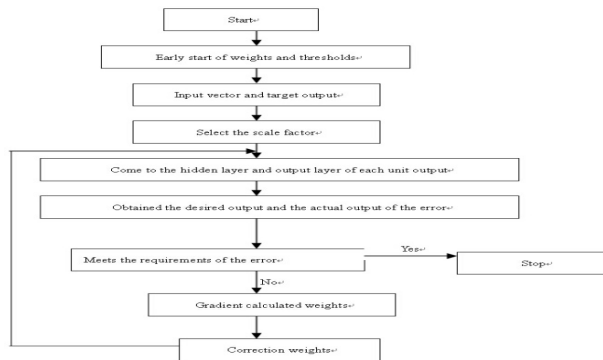 Start
Early start of weights and thresholds
Input vector and target output
Select the scale factor
Come to the hidden layer and output layer of each unit output
Obtained the desired output and the actual output of the error
Meets the requirements of the error
Yes
Stop
No
Gradient calculated weights
Correction weights